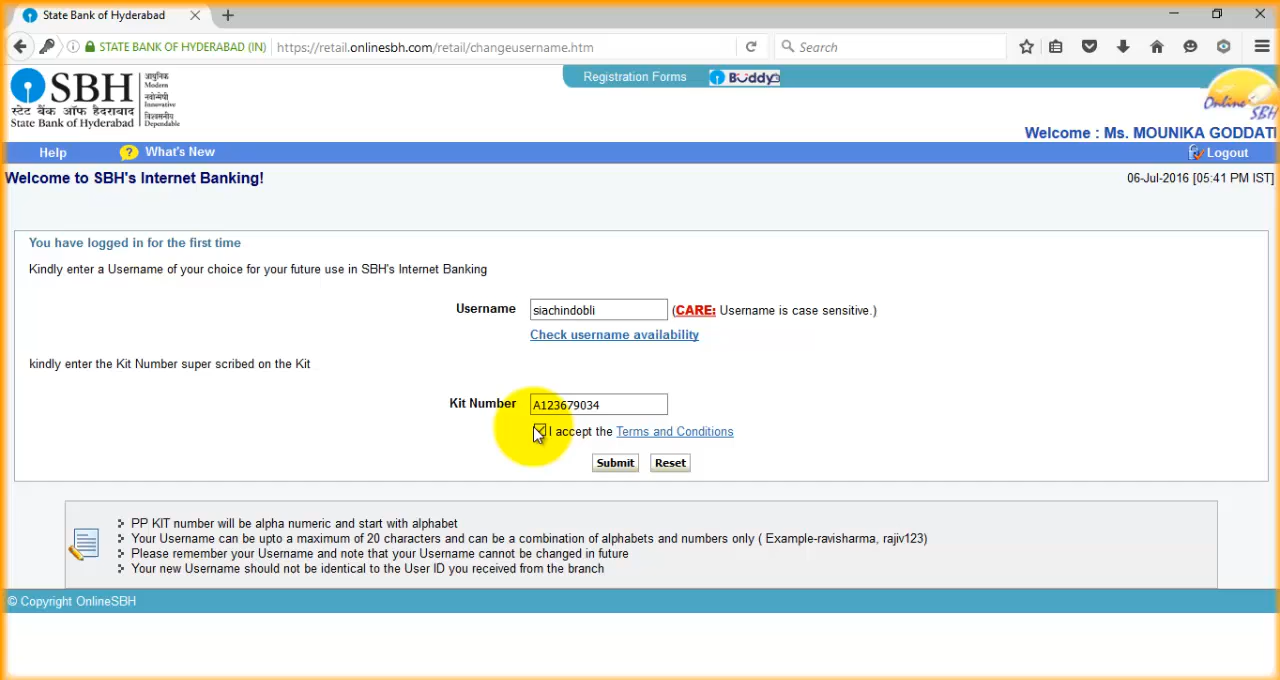 State Bank of Hyderabad
STATE BANK OF HYDERABAD (IN)
https://retail.onlinesbh.com/retail/changeusername.htm
Search
SBH
स्टेट बैंक ऑफ हैदराबाद
State Bank of Hyderabad
आधुनिक
Modern
नवोन्मेषी
Innovative
विश्वसनीय
Dependable
Registration Forms
Buddy
Online SBH
Welcome : Ms. MOUNIKA GODDATI
Help
? What's New
Logout
Welcome to SBH's Internet Banking!
06-Jul-2016 [05:41 PM IST]
You have logged in for the first time
Kindly enter a Username of your choice for your future use in SBH's Internet Banking
Username siachindobli (CARE: Username is case sensitive.)
Check username availability
kindly enter the Kit Number super scribed on the Kit
Kit Number A123679034
I accept the Terms and Conditions
Submit Reset
PP KIT number will be alpha numeric and start with alphabet
Your Username can be upto a maximum of 20 characters and can be a combination of alphabets and numbers only ( Example-ravisharma, rajiv123)
Please remember your Username and note that your Username cannot be changed in future
Your new Username should not be identical to the User ID you received from the branch
© Copyright OnlineSBH